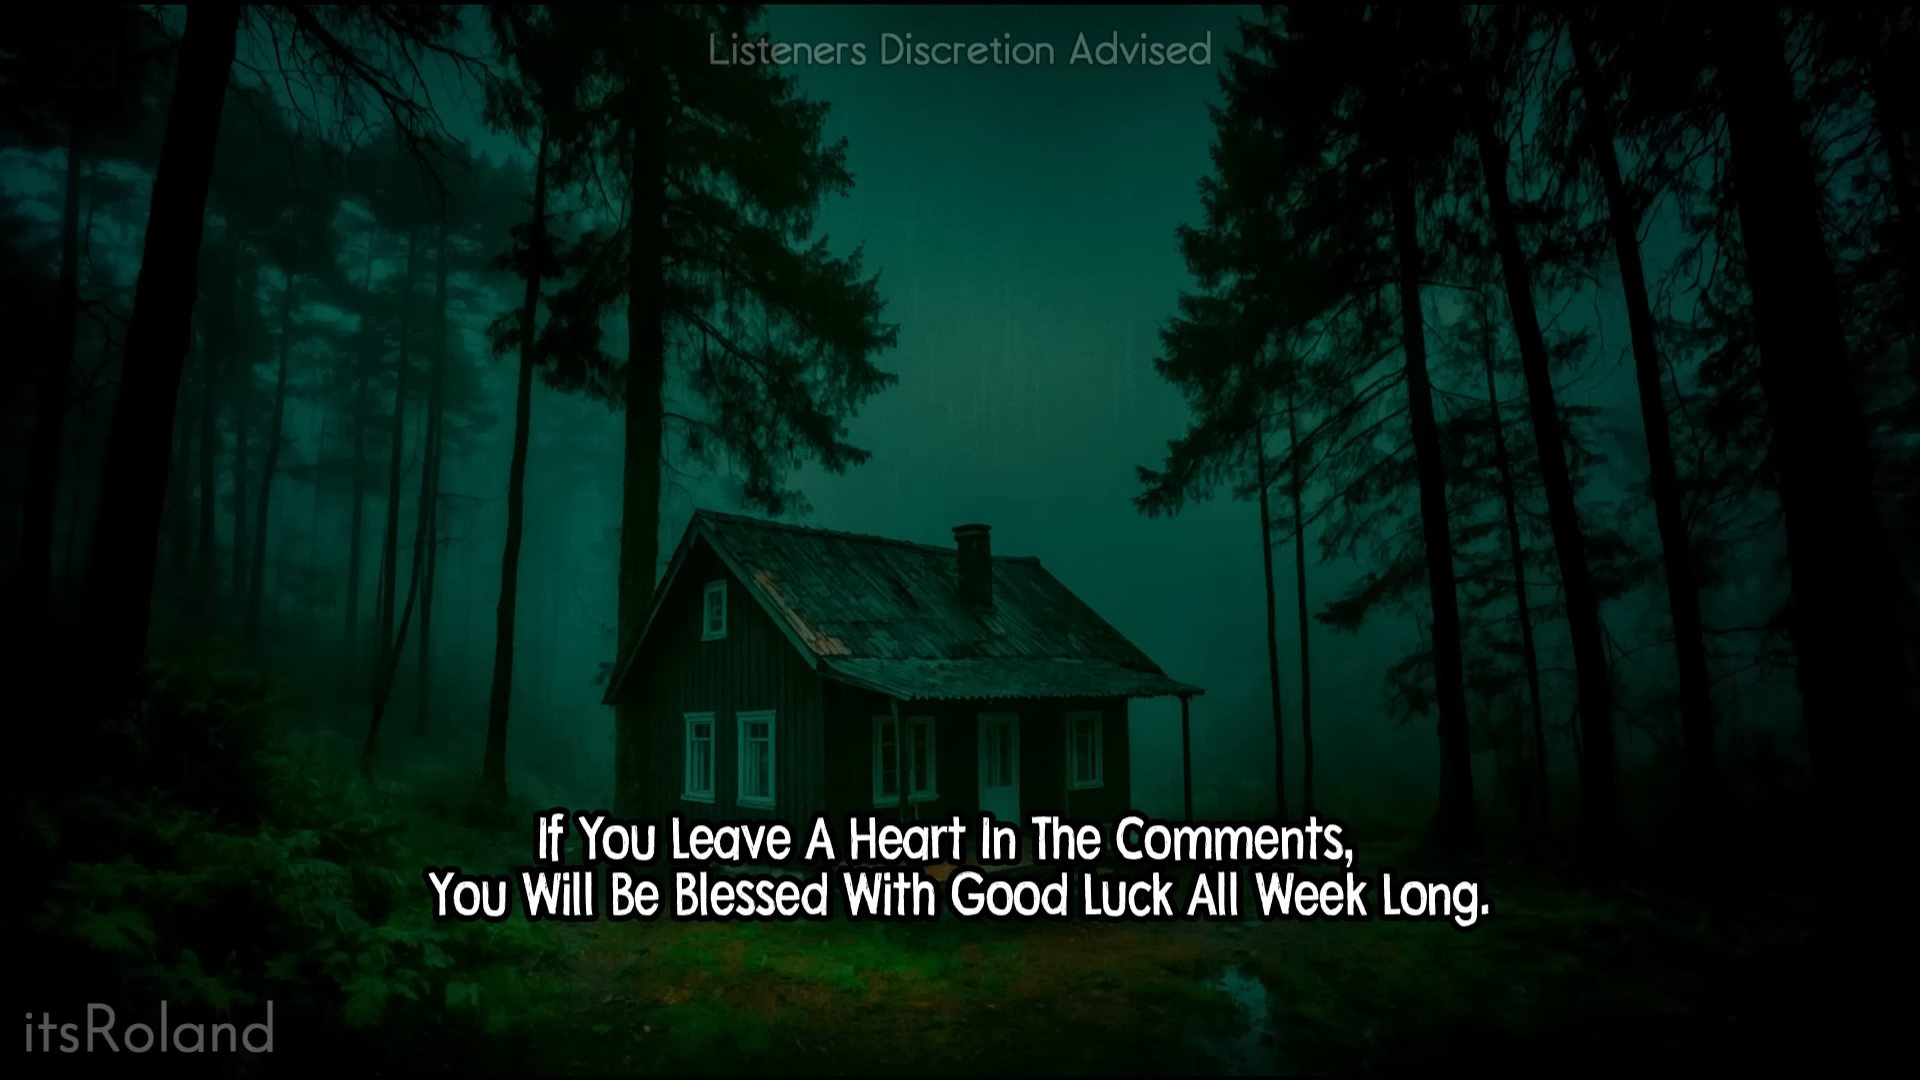 Listeners Discretion Advised
If You Leave A Heart In The Comments,
You Will Be Blessed With Good Luck All Week Long.
itsRoland